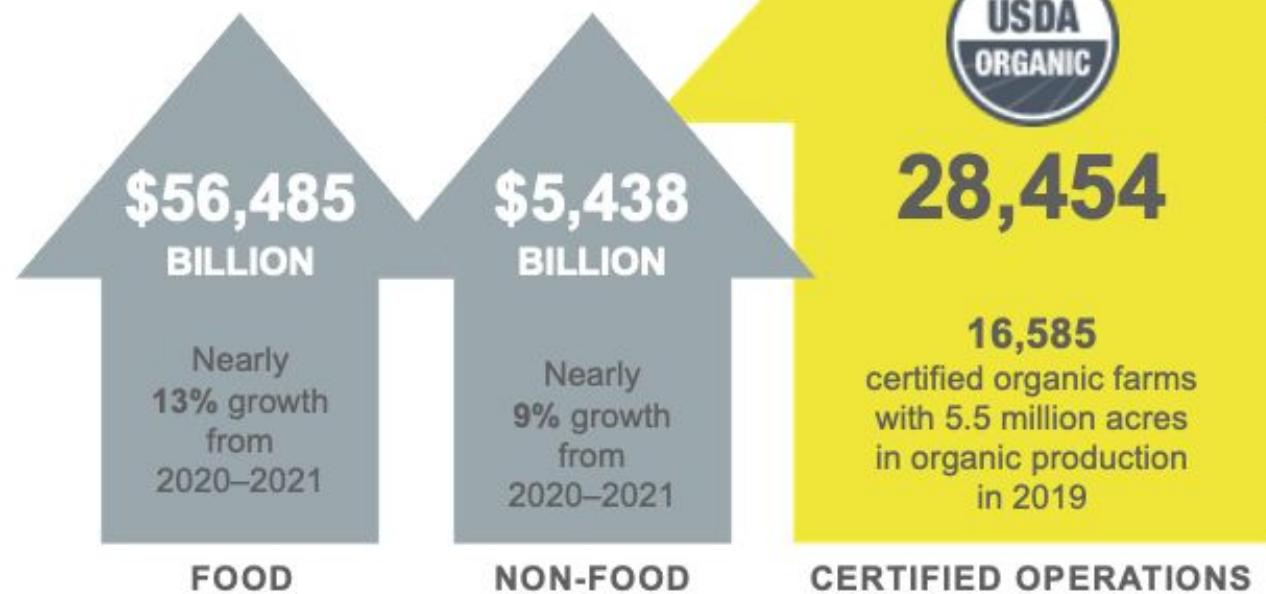 $56,485
BILLION
Nearly
13% growth
from
2020–2021
FOOD
$5,438
BILLION
Nearly
9% growth
from
2020–2021
NON-FOOD
USDA
ORGANIC
28,454
16,585
certified organic farms
with 5.5 million acres
in organic production
in 2019
CERTIFIED OPERATIONS